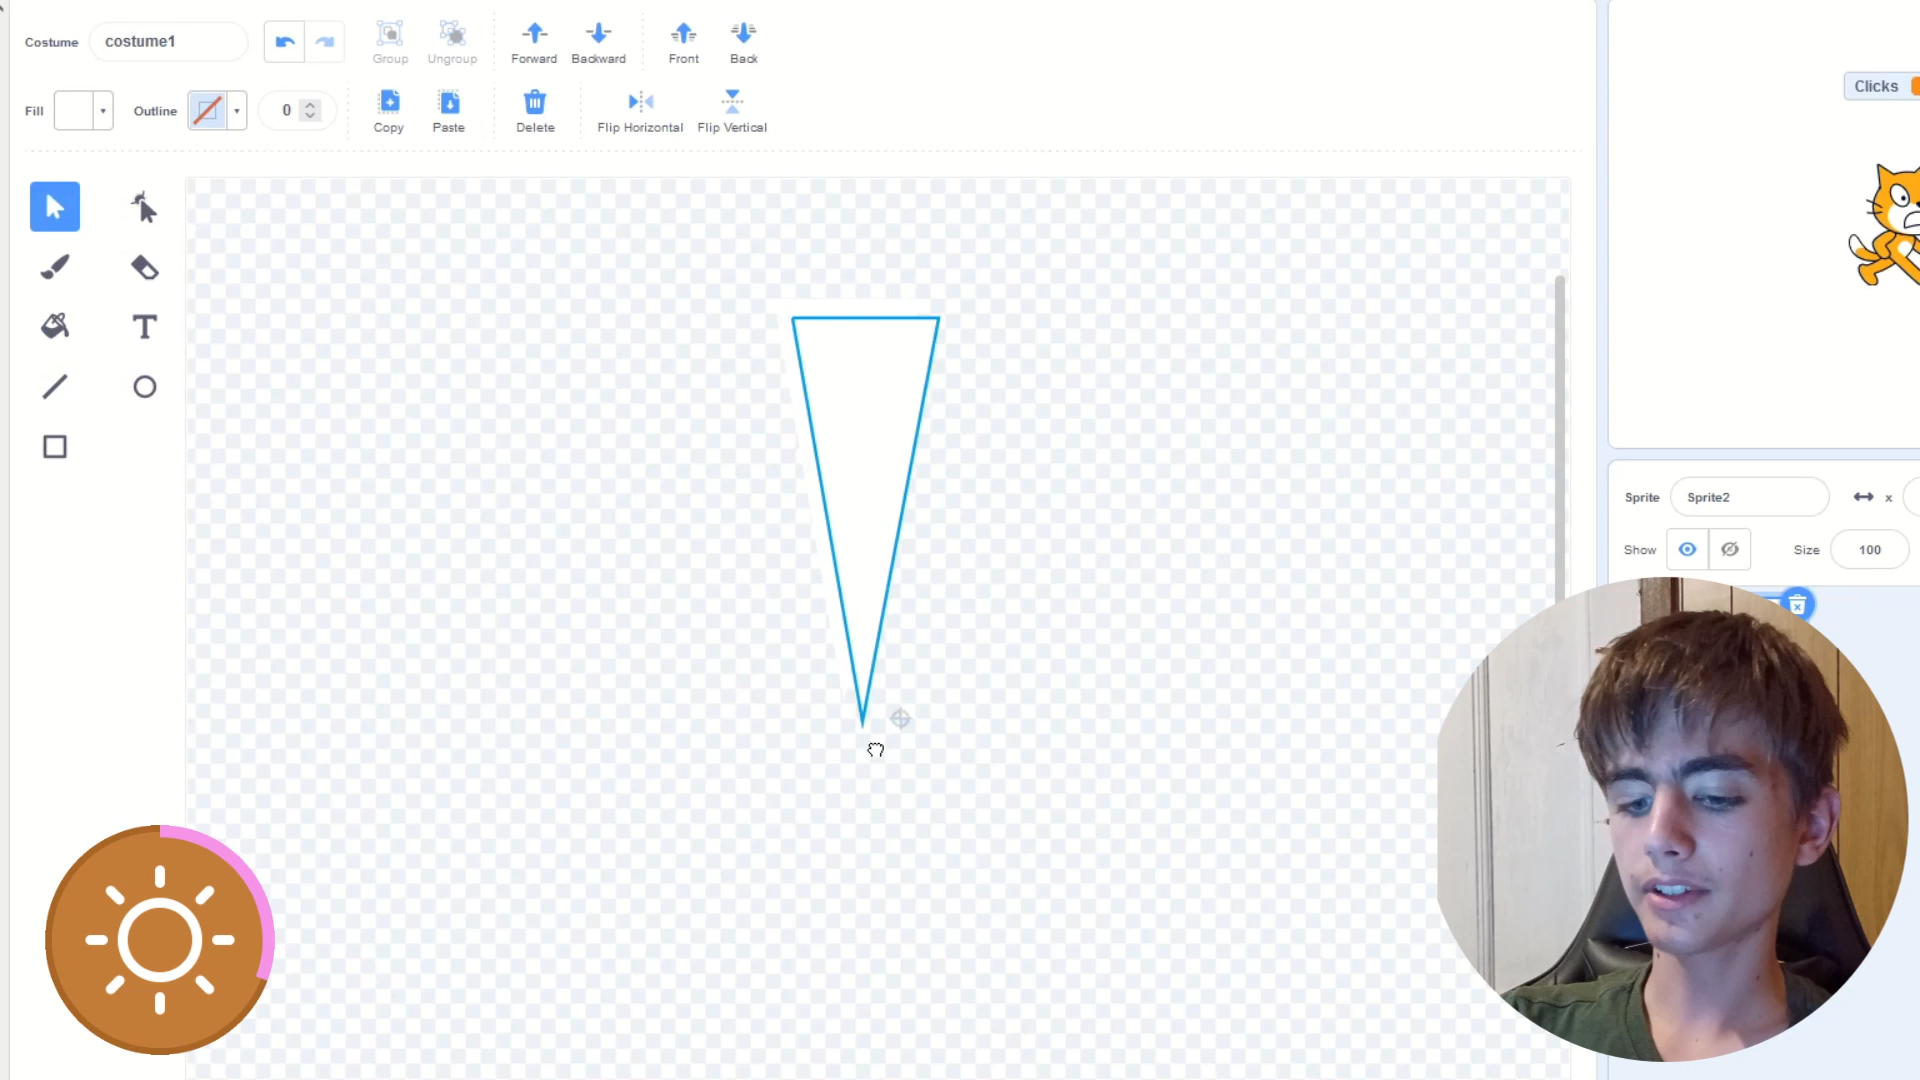 Costume costume1
Group Ungroup Forward Backward Front Back
Fill Outline 0
Copy Paste Delete Flip Horizontal Flip Vertical
T
Clicks
Sprite Sprite2 x
Show Size 100